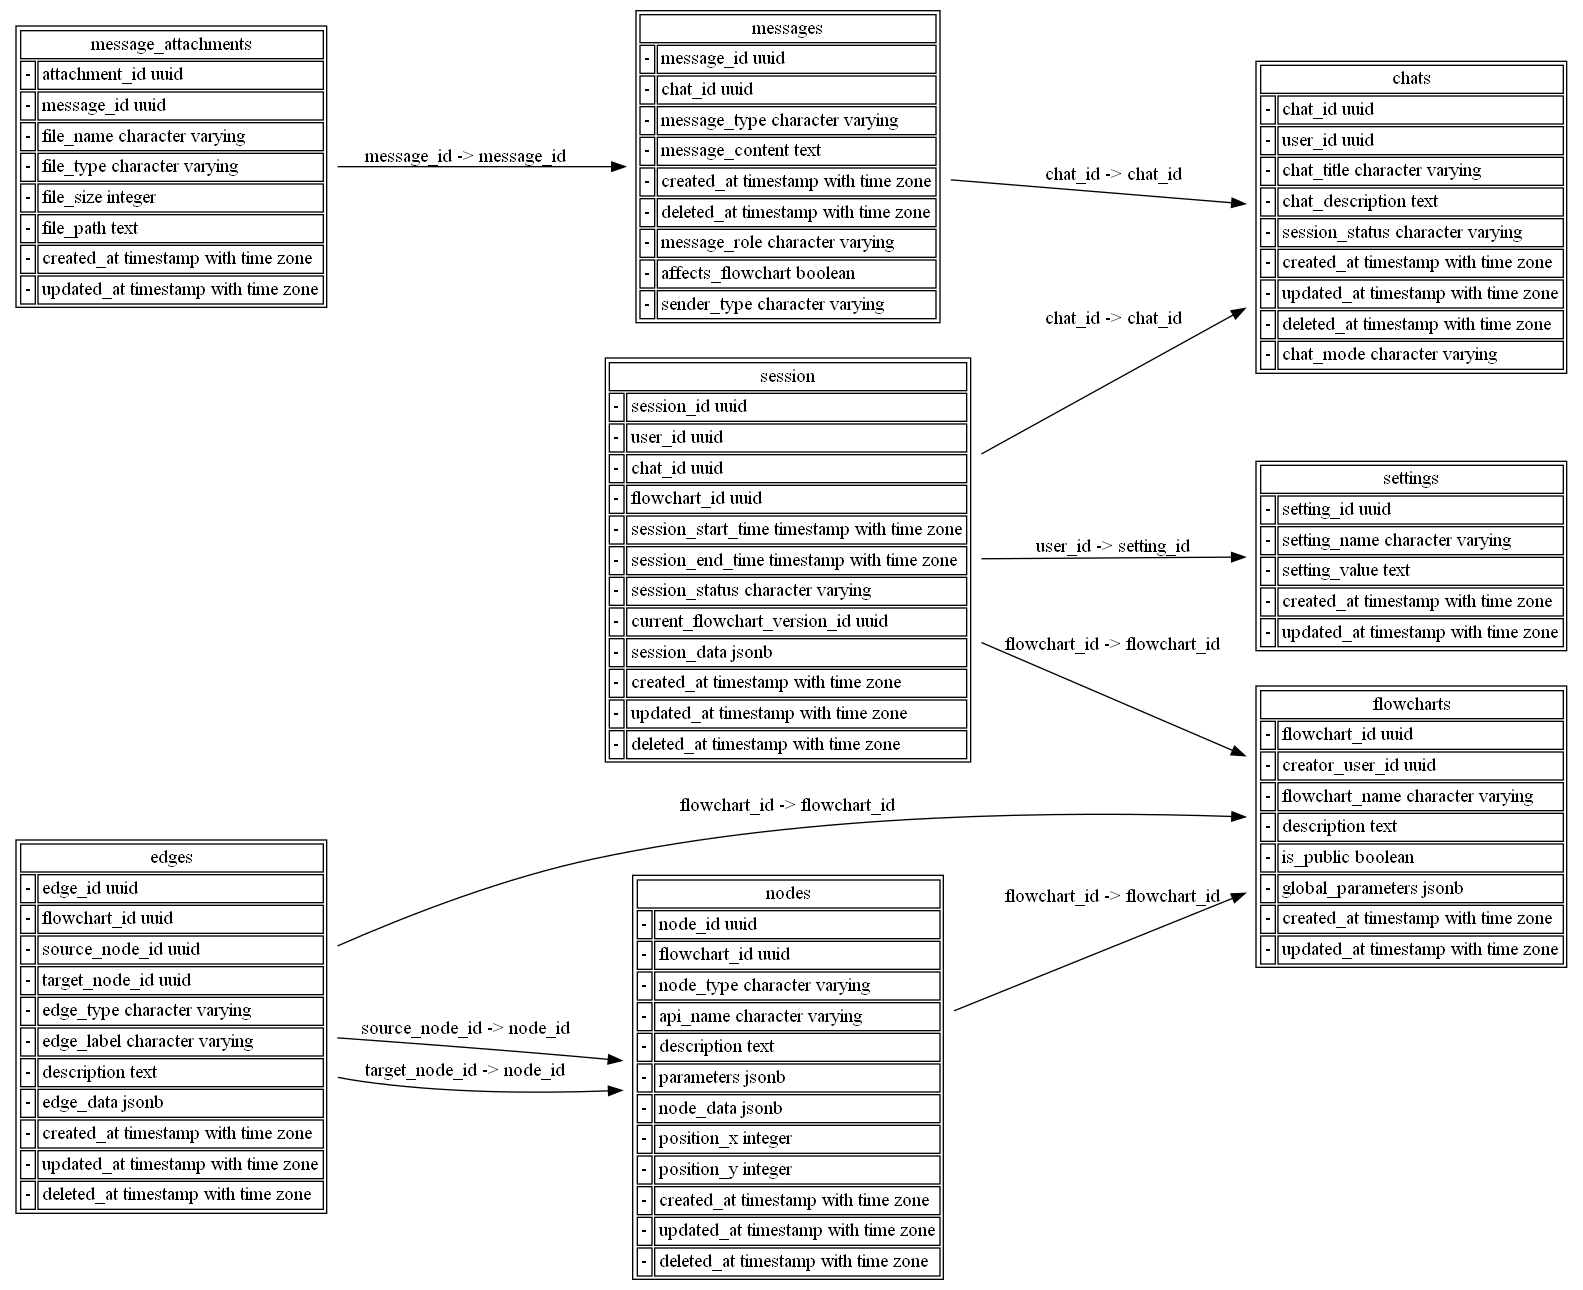 message_attachments
- attachment_id uuid
- message_id uuid
- file_name character varying
- file_type character varying
- file_size integer
- file_path text
- created_at timestamp with time zone
- updated_at timestamp with time zone
message_id -> message_id
messages
- message_id uuid
- chat_id uuid
- message_type character varying
- message_content text
- created_at timestamp with time zone
- deleted_at timestamp with time zone
- message_role character varying
- affects_flowchart boolean
- sender_type character varying
chat_id -> chat_id
chats
- chat_id uuid
- user_id uuid
- chat_title character varying
- chat_description text
- session_status character varying
- created_at timestamp with time zone
- updated_at timestamp with time zone
- deleted_at timestamp with time zone
- chat_mode character varying
chat_id -> chat_id
session
- session_id uuid
- user_id uuid
- chat_id uuid
- flowchart_id uuid
- session_start_time timestamp with time zone
- session_end_time timestamp with time zone
- session_status character varying
- current_flowchart_version_id uuid
- session_data jsonb
- created_at timestamp with time zone
- updated_at timestamp with time zone
- deleted_at timestamp with time zone
user_id -> setting_id
settings
- setting_id uuid
- setting_name character varying
- setting_value text
- created_at timestamp with time zone
- updated_at timestamp with time zone
flowchart_id -> flowchart_id
flowcharts
- flowchart_id uuid
- creator_user_id uuid
- flowchart_name character varying
- description text
- is_public boolean
- global_parameters jsonb
- created_at timestamp with time zone
- updated_at timestamp with time zone
flowchart_id -> flowchart_id
edges
- edge_id uuid
- flowchart_id uuid
- source_node_id uuid
- target_node_id uuid
- edge_type character varying
- edge_label character varying
- description text
- edge_data jsonb
- created_at timestamp with time zone
- updated_at timestamp with time zone
- deleted_at timestamp with time zone
source_node_id -> node_id
target_node_id -> node_id
nodes
- node_id uuid
- flowchart_id uuid
- node_type character varying
- api_name character varying
- description text
- parameters jsonb
- node_data jsonb
- position_x integer
- position_y integer
- created_at timestamp with time zone
- updated_at timestamp with time zone
- deleted_at timestamp with time zone
flowchart_id -> flowchart_id